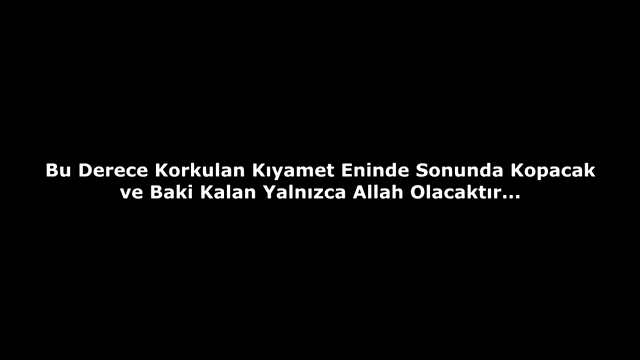 Bu Derece Korkulan Kıyamet Eninde Sonunda Kopacak
ve Baki Kalan Yalnızca Allah Olacaktır...